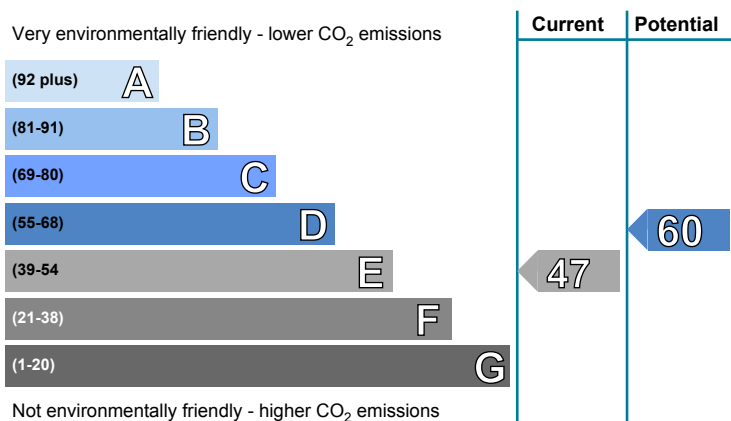 Very environmentally friendly - lower CO2 emissions
Current
Potential
(92 plus) A
(81-91) B
(69-80) C
(55-68) D
60
(39-54 E
47
(21-38) F
(1-20) G
Not environmentally friendly - higher CO2 emissions